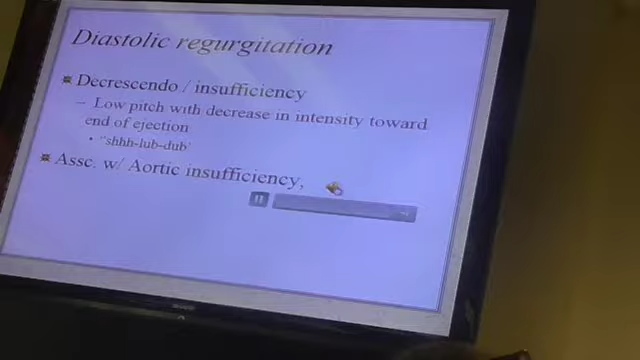 Diastolic regurgitation
Decrescendo / insufficiency
– Low pitch with decrease in intensity toward
end of ejection
• "shhh-lub-dub'
Assc. w/ Aortic insufficiency,